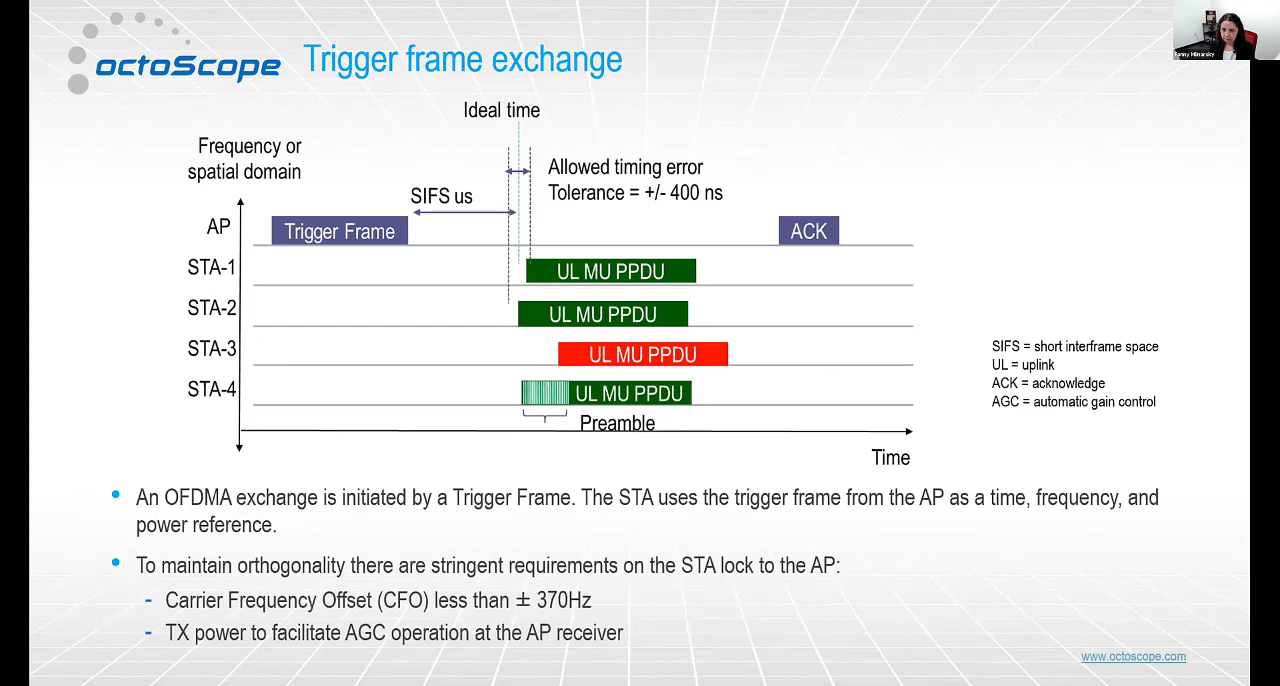 octoScope
Trigger frame exchange
Ranny Mlinarsky
Ideal time
Frequency or
spatial domain
Allowed timing error
Tolerance = +/- 400 ns
SIFS us
AP
Trigger Frame
ACK
STA-1
UL MU PPDU
STA-2
UL MU PPDU
STA-3
UL MU PPDU
STA-4
UL MU PPDU
Preamble
Time
SIFS = short interframe space
UL = uplink
ACK = acknowledge
AGC = automatic gain control
• An OFDMA exchange is initiated by a Trigger Frame. The STA uses the trigger frame from the AP as a time, frequency, and
power reference.
• To maintain orthogonality there are stringent requirements on the STA lock to the AP:
- Carrier Frequency Offset (CFO) less than ± 370Hz
- TX power to facilitate AGC operation at the AP receiver
www.octoscope.com